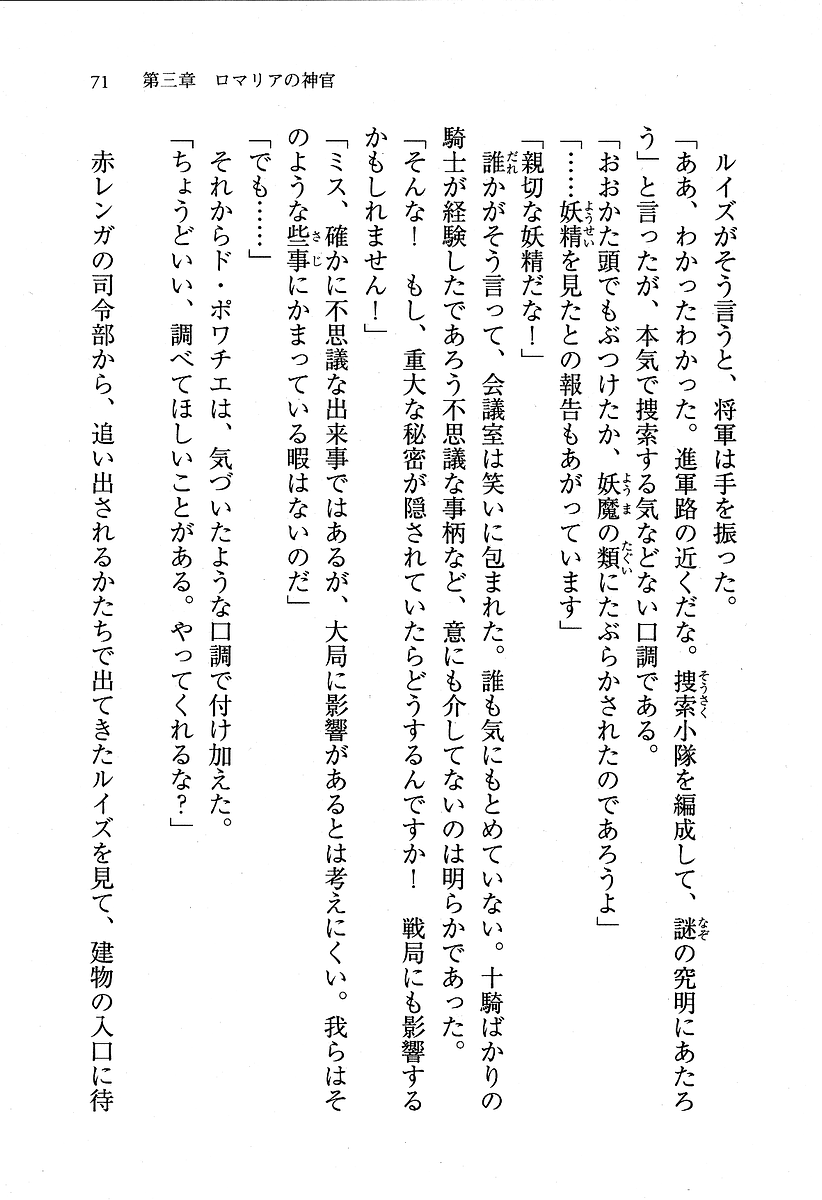 71　第三章　ロマリアの神官
　ルイズがそう言うと、将軍は手を振った。
「ああ、わかったわかった。進軍路の近くだな。捜索小隊を編成して、謎の究明にあたろ
う」と言ったが、本気で捜索する気などない口調である。
「おおかた頭でもぶつけたか、妖魔の類にたぶらかされたのであろうよ」
「……妖精を見たとの報告もあがっています」
「親切な妖精だな！」
　誰かがそう言って、会議室は笑いに包まれた。誰も気にもとめていない。十騎ばかりの
騎士が経験したであろう不思議な事柄など、意にも介してないのは明らかであった。
「そんな！　もし、重大な秘密が隠されていたらどうするんですか！　戦局にも影響する
かもしれません！」
「ミス、確かに不思議な出来事ではあるが、大局に影響があるとは考えにくい。我らはそ
のような些事にかまっている暇はないのだ」
「でも……」
　それからド・ポワチエは、気づいたような口調で付け加えた。
「ちょうどいい、調べてほしいことがある。やってくれるな？」
　赤レンガの司令部から、追い出されるかたちで出てきたルイズを見て、建物の入口に待